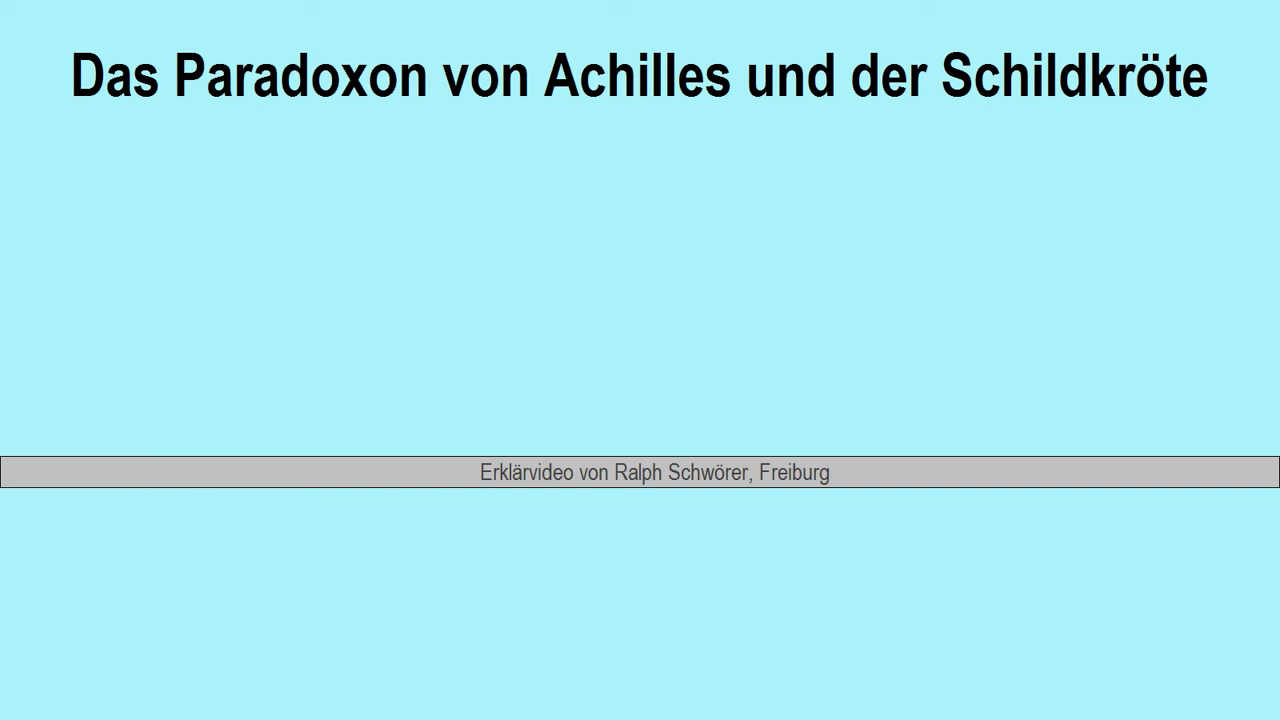 Das Paradoxon von Achilles und der Schildkröte
Erklärvideo von Ralph Schwörer, Freiburg